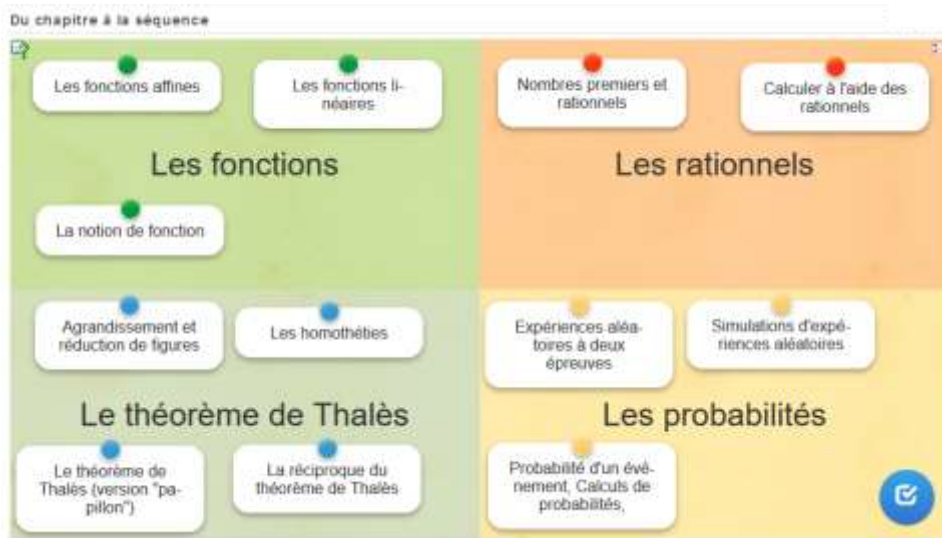 Du chapitre à la séquence
Les fonctions affines
Les fonctions li-
néaires
Les fonctions
La notion de fonction
Nombres premiers et
rationnels
Calculer à l'aide des
rationnels
Les rationnels
Agrandissement et
réduction de figures
Les homothéties
Le théorème de Thalès
Le théorème de
Thalès (version "pa-
pillon")
La réciproque du
théorème de Thalès
Expériences aléa-
toires à deux
épreuves
Simulations d'expé-
riences aléatoires
Les probabilités
Probabilité d'un évé-
nement, Calculs de
probabilités,